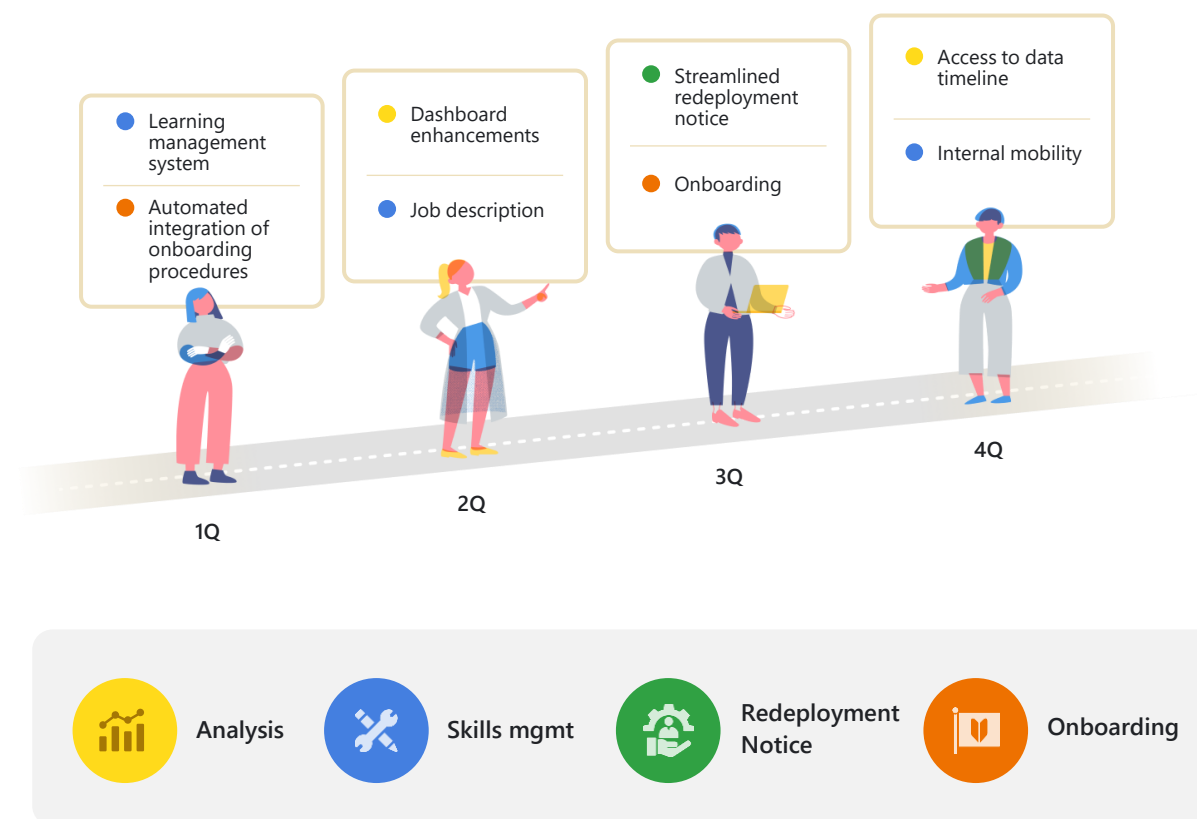 Learning
management
system
Automated
integration of
onboarding
procedures
Dashboard
enhancements
Job description
Streamlined
redeployment
notice
Onboarding
Access to data
timeline
Internal mobility
1Q
2Q
3Q
4Q
Analysis
Skills mgmt
Redeployment
Notice
Onboarding